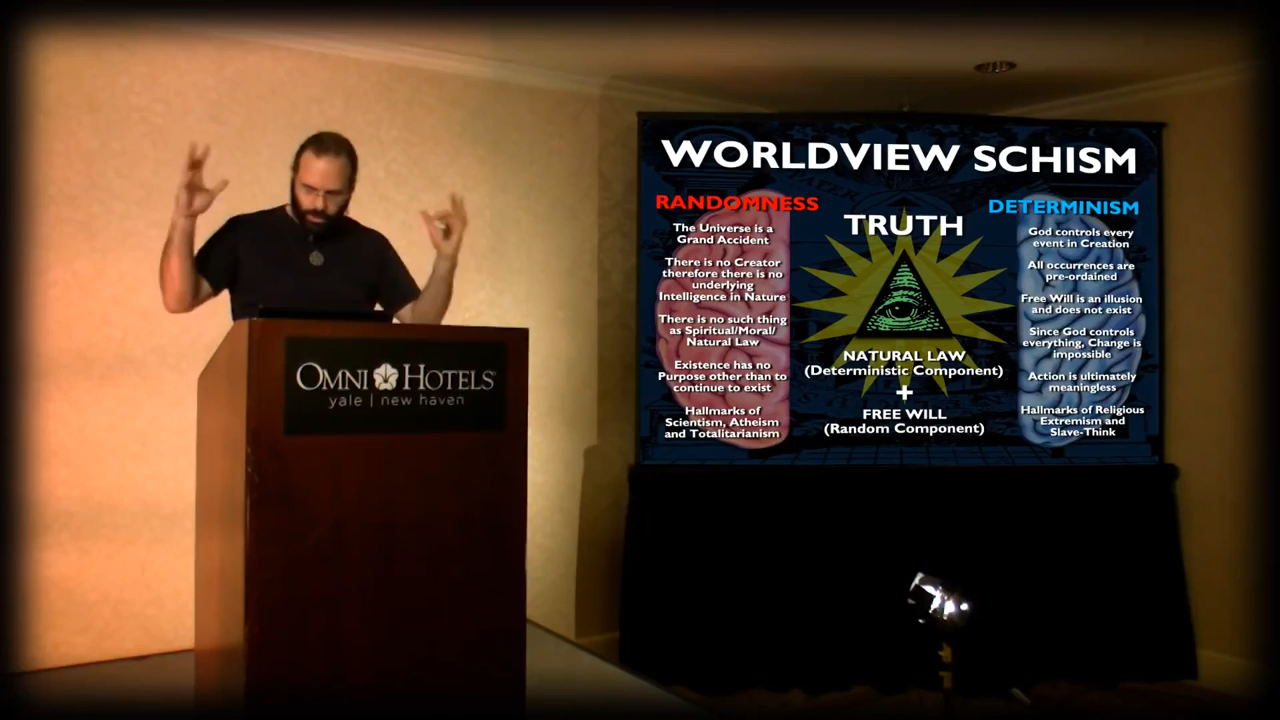 OMNI HOTELS®
yale | new haven
WORLDVIEW SCHISM
RANDOMNESS
The Universe is a
Grand Accident
There is no Creator
therefore there is no
underlying
Intelligence in Nature
There is no such thing
as Spiritual/Moral/
Natural Law
Existence has no
Purpose other than to
continue to exist
Hallmarks of
Scientism, Atheism
and Totalitarianism
TRUTH
NATURAL LAW
(Deterministic Component)
+
FREE WILL
(Random Component)
DETERMINISM
God controls every
event in Creation
All occurrences are
pre-ordained
Free Will is an illusion
and does not exist
Since God controls
everything, Change is
impossible
Action is ultimately
meaningless
Hallmarks of Religious
Extremism and
Slave-Think